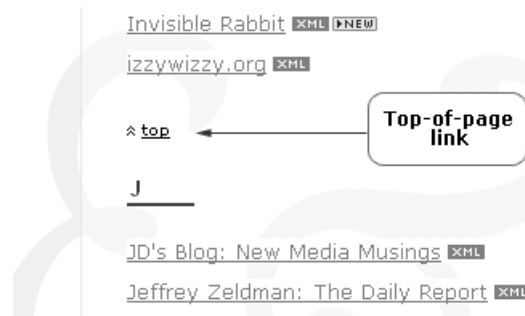 Invisible Rabbit XML NEW
izzywizzy.org XML
top
Top-of-page
link
J
JD's Blog: New Media Musings XML
Jeffrey Zeldman: The Daily Report XML